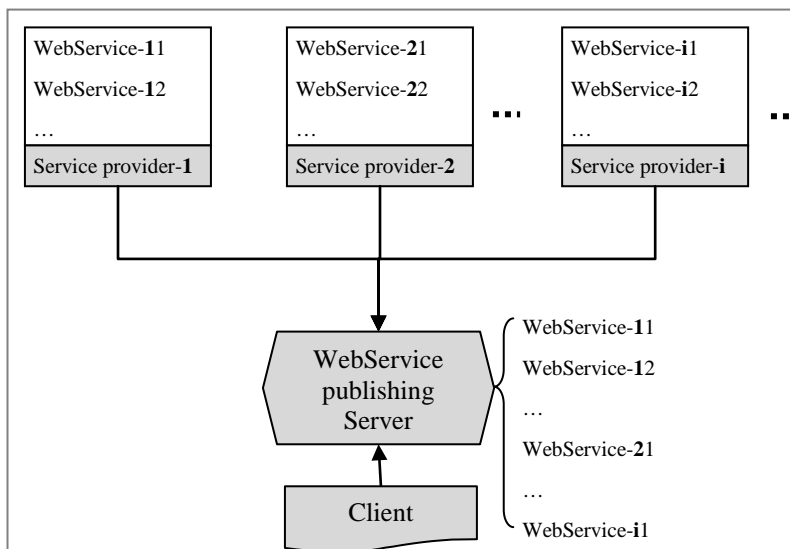 WebService-11
WebService-12
…
Service provider-1
WebService-21
WebService-22
…
Service provider-2
...
WebService-i1
WebService-i2
…
Service provider-i
...
WebService
publishing
Server
WebService-11
WebService-12
…
WebService-21
…
WebService-i1
Client